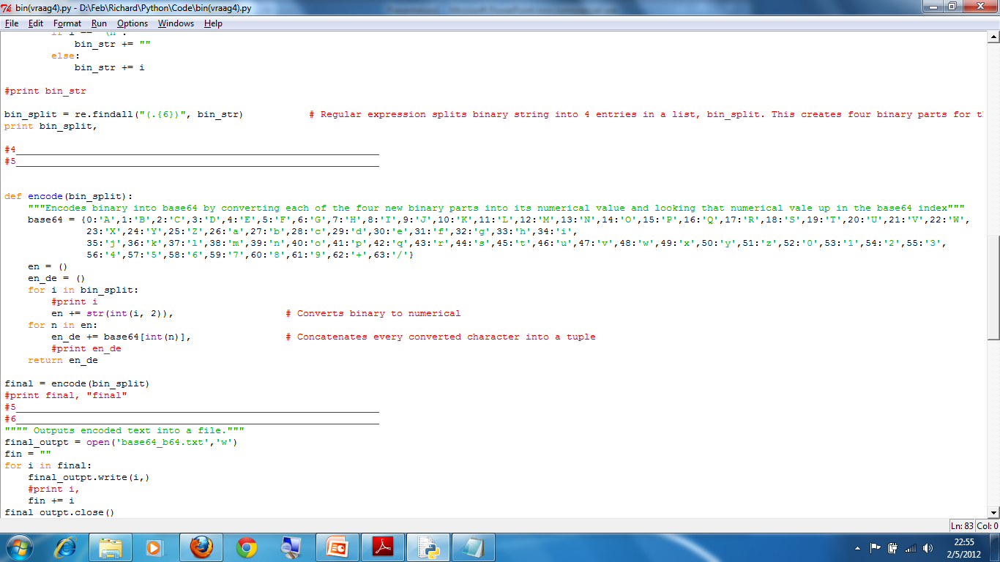 bin(vraag4).py - D:\Feb\Richard\Python\Code\bin(vraag4).py
File Edit Format Run Options Windows Help
bin_str += ""
else:
bin_str += i
#print bin_str
bin_split = re.findall("(.{6})", bin_str) # Regular expression splits binary string into 4 entries in a list, bin_split. This creates four binary parts for
print bin_split,
#4______________________________________________________________
#5______________________________________________________________
def encode(bin_split):
"""Encodes binary into base64 by converting each of the four new binary parts into its numerical value and looking that numerical vale up in the base64 index"""
base64 = {0:'A',1:'B',2:'C',3:'D',4:'E',5:'F',6:'G',7:'H',8:'I',9:'J',10:'K',11:'L',12:'M',13:'N',14:'O',15:'P',16:'Q',17:'R',18:'S',19:'T',20:'U',21:'V',22:'W',
23:'X',24:'Y',25:'Z',26:'a',27:'b',28:'c',29:'d',30:'e',31:'f',32:'g',33:'h',34:'i',
35:'j',36:'k',37:'l',38:'m',39:'n',40:'o',41:'p',42:'q',43:'r',44:'s',45:'t',46:'u',47:'v',48:'w',49:'x',50:'y',51:'z',52:'0',53:'1',54:'2',55:'3',
56:'4',57:'5',58:'6',59:'7',60:'8',61:'9',62:'+',63:'/'}
en = ()
en_de = ()
for i in bin_split:
#print i
en += str(int(i, 2)), # Converts binary to numerical
for n in en:
en_de += base64[int(n)], # Concatenates every converted character into a tuple
#print en_de
return en_de
final = encode(bin_split)
#print final, "final"
#5______________________________________________________________
#6______________________________________________________________
"""" Outputs encoded text into a file."""
final_outpt = open('base64_b64.txt','w')
fin = ""
for i in final:
final_outpt.write(i,)
#print i,
fin += i
final_outpt.close()
Ln: 83 Col: 0
22:55
2/5/2012